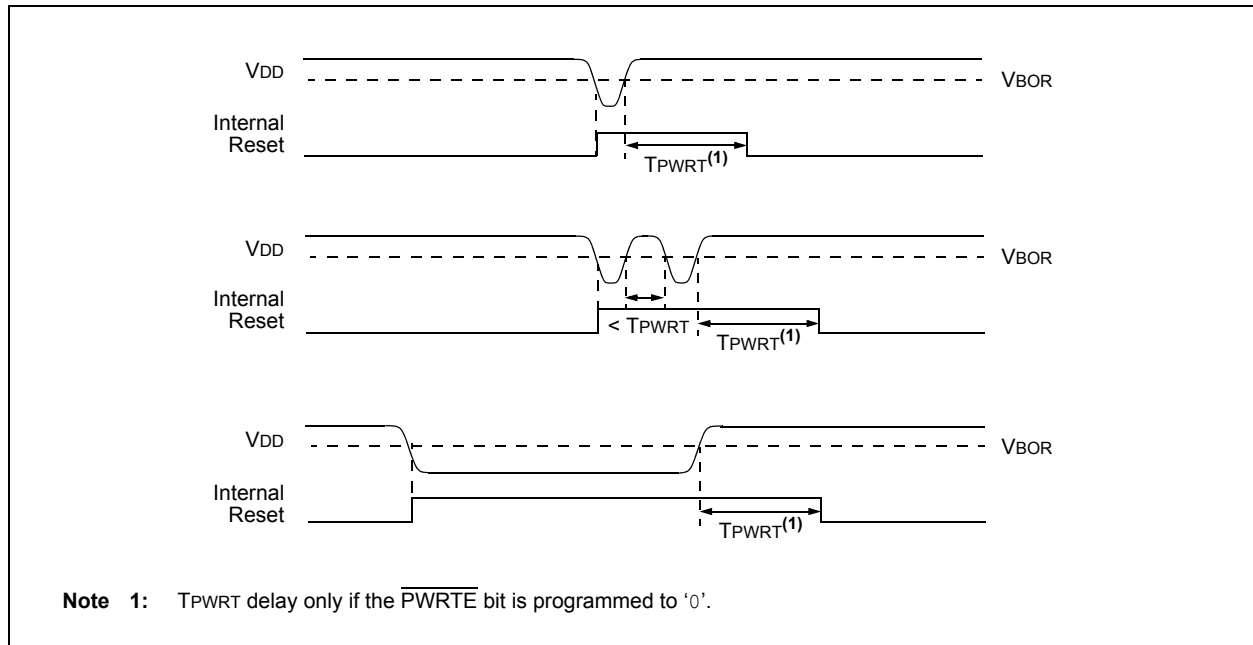 VDD
VBOR
Internal
Reset
TPWRT(1)
VDD
VBOR
Internal
Reset
< TPWRT
TPWRT(1)
VDD
VBOR
Internal
Reset
TPWRT(1)
Note 1: TPWRT delay only if the PWRTE bit is programmed to ‘0’.